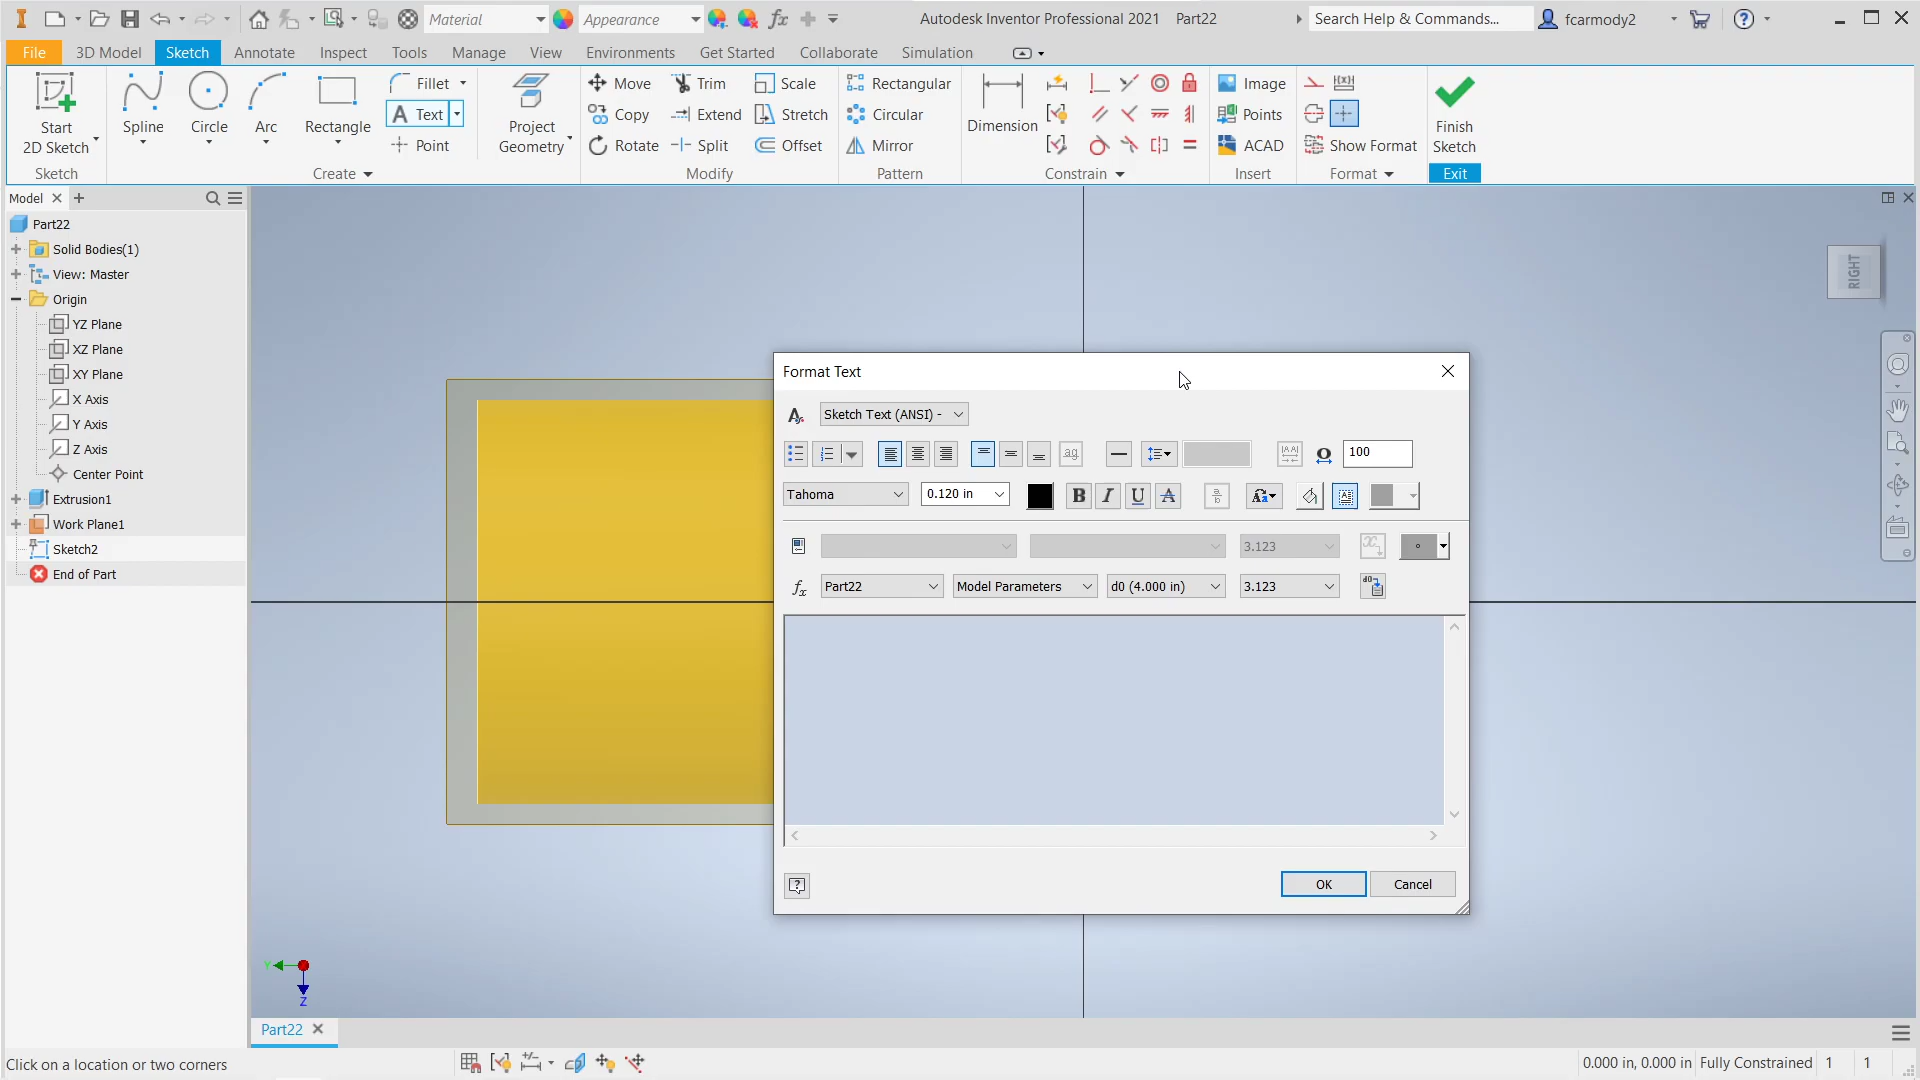 Material
Appearance
Autodesk Inventor Professional 2021 Part22
Search Help & Commands...
fcarmody2
File 3D Model Sketch Annotate Inspect Tools Manage View Environments Get Started Collaborate Simulation
Start
2D Sketch
Spline
Circle
Arc
Rectangle
Fillet
Text
Point
Project
Geometry
Move
Copy
Rotate
Trim
Extend
Split
Scale
Stretch
Offset
Rectangular
Circular
Mirror
Dimension
Image
Points
ACAD
Show Format
Finish
Sketch
Sketch
Create
Modify
Pattern
Constrain
Insert
Format
Exit
Model
Part22
Solid Bodies(1)
View: Master
Origin
YZ Plane
XZ Plane
XY Plane
X Axis
Y Axis
Z Axis
Center Point
Extrusion1
Work Plane1
Sketch2
End of Part
RIGHT
Format Text
Sketch Text (ANSI) -
100
Tahoma
0.120 in
3.123
Part22
Model Parameters
d0 (4.000 in)
3.123
OK
Cancel
Y
Z
Part22
Click on a location or two corners
0.000 in, 0.000 in Fully Constrained 1 1